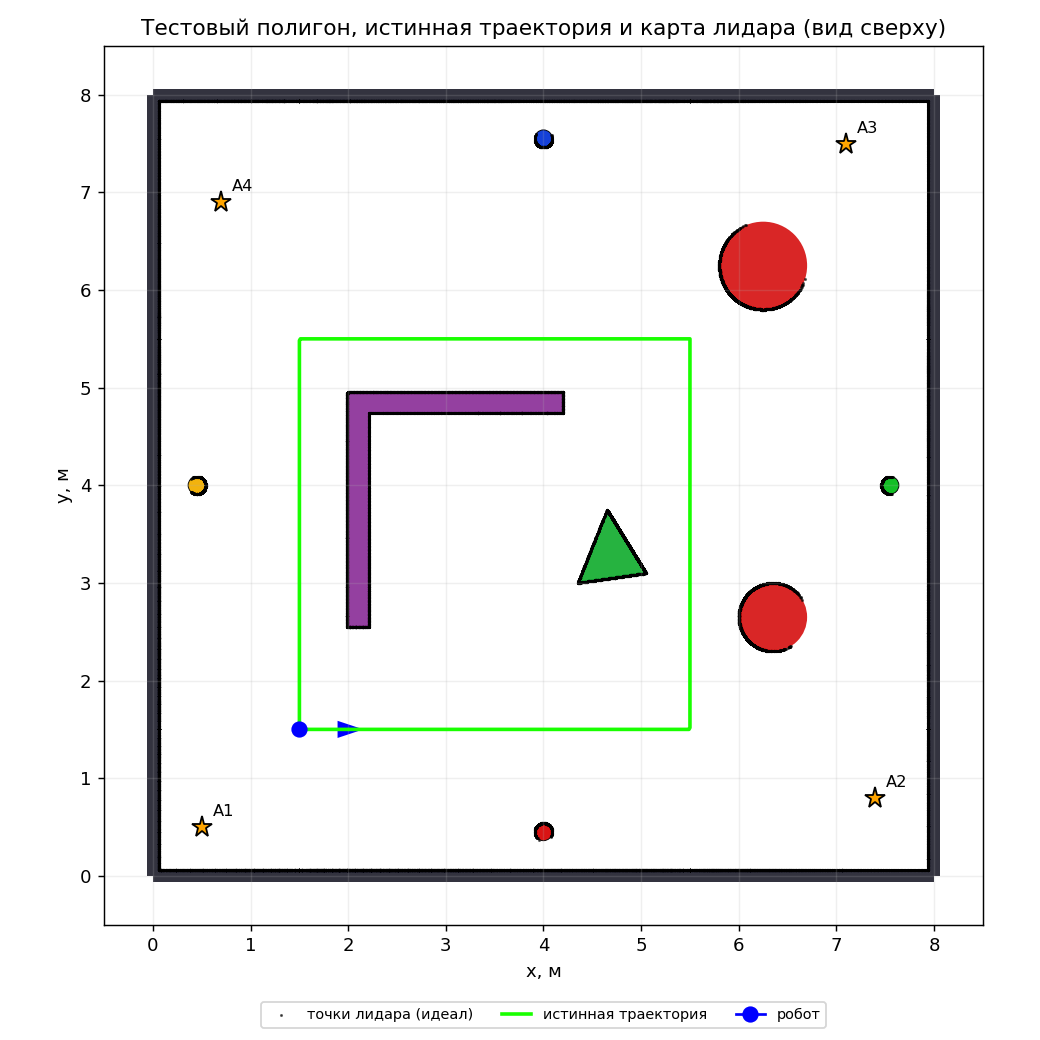 Тестовый полигон, истинная траектория и карта лидара (вид сверху)
8
A3
7
A4
6
5
y, м
4
3
2
1
A2
A1
0
0 1 2 3 4 5 6 7 8
x, м
точки лидара (идеал) истинная траектория робот